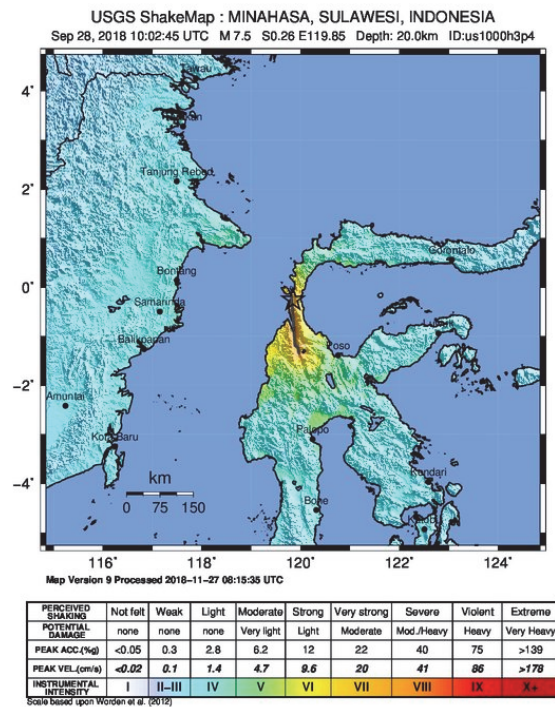 USGS ShakeMap : MINAHASA, SULAWESI, INDONESIA
Sep 28, 2018 10:02:45 UTC M 7.5 S0.26 E119.85 Depth: 20.0km ID:us1000h3p4
Tawau
Tanjung Redeb
Gorontalo
Bontang
Samarinda
Balikpapan
Poso
Amuntai
Palopo
Kota Baru
Kendari
Bone
4°
2°
0°
−2°
−4°
km
0 75 150
116° 118° 120° 122° 124°
Map Version 9 Processed 2018−11−27 08:15:35 UTC
PERCEIVED SHAKING Not felt Weak Light Moderate Strong Very strong Severe Violent Extreme
POTENTIAL DAMAGE none none none Very light Light Moderate Mod./Heavy Heavy Very Heavy
PEAK ACC.(%g) <0.05 0.3 2.8 6.2 12 22 40 75 >139
PEAK VEL.(cm/s) <0.02 0.1 1.4 4.7 9.6 20 41 86 >178
INSTRUMENTAL INTENSITY I II−III IV V VI VII VIII IX X+
Scale based upon Worden et al. (2012)